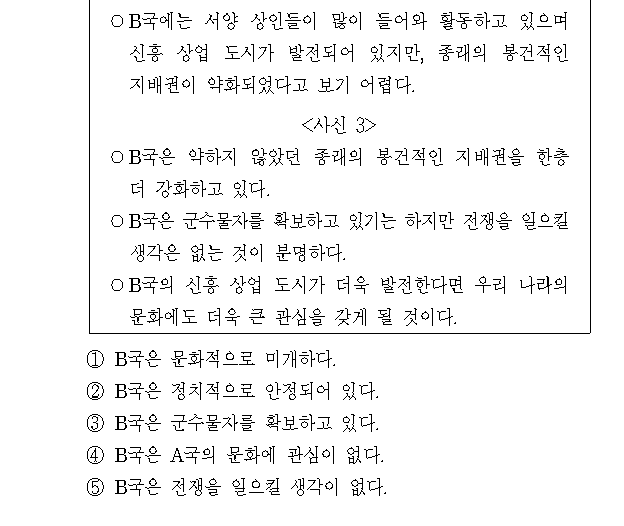 ○ B국에는 서양 상인들이 많이 들어와 활동하고 있으며
신흥 상업 도시가 발전되어 있지만, 종래의 봉건적인
지배권이 약화되었다고 보기 어렵다.
<사신 3>
○ B국은 약하지 않았던 종래의 봉건적인 지배권을 한층
더 강화하고 있다.
○ B국은 군수물자를 확보하고 있기는 하지만 전쟁을 일으킬
생각은 없는 것이 분명하다.
○ B국의 신흥 상업 도시가 더욱 발전한다면 우리 나라의
문화에도 더욱 큰 관심을 갖게 될 것이다.
① B국은 문화적으로 미개하다.
② B국은 정치적으로 안정되어 있다.
③ B국은 군수물자를 확보하고 있다.
④ B국은 A국의 문화에 관심이 없다.
⑤ B국은 전쟁을 일으킬 생각이 없다.